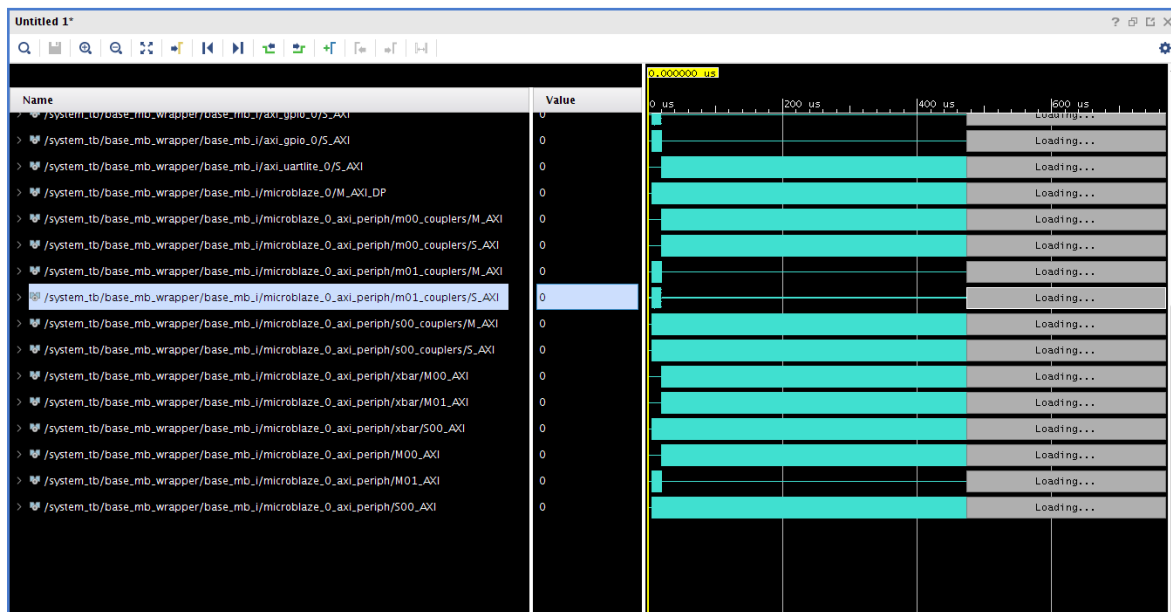 Untitled 1*
?
0.000000 us
Name Value
0 us 200 us 400 us 600 us
/system_tb/base_mb_wrapper/base_mb_i/axi_gpio_0/S_AXI 0 Loading...
/system_tb/base_mb_wrapper/base_mb_i/axi_gpio_0/S_AXI 0 Loading...
/system_tb/base_mb_wrapper/base_mb_i/axi_uartlite_0/S_AXI 0 Loading...
/system_tb/base_mb_wrapper/base_mb_i/microblaze_0/M_AXI_DP 0 Loading...
/system_tb/base_mb_wrapper/base_mb_i/microblaze_0_axi_periph/m00_couplers/M_AXI 0 Loading...
/system_tb/base_mb_wrapper/base_mb_i/microblaze_0_axi_periph/m00_couplers/S_AXI 0 Loading...
/system_tb/base_mb_wrapper/base_mb_i/microblaze_0_axi_periph/m01_couplers/M_AXI 0 Loading...
/system_tb/base_mb_wrapper/base_mb_i/microblaze_0_axi_periph/m01_couplers/S_AXI 0 Loading...
/system_tb/base_mb_wrapper/base_mb_i/microblaze_0_axi_periph/s00_couplers/M_AXI 0 Loading...
/system_tb/base_mb_wrapper/base_mb_i/microblaze_0_axi_periph/s00_couplers/S_AXI 0 Loading...
/system_tb/base_mb_wrapper/base_mb_i/microblaze_0_axi_periph/xbar/M00_AXI 0 Loading...
/system_tb/base_mb_wrapper/base_mb_i/microblaze_0_axi_periph/xbar/M01_AXI 0 Loading...
/system_tb/base_mb_wrapper/base_mb_i/microblaze_0_axi_periph/xbar/S00_AXI 0 Loading...
/system_tb/base_mb_wrapper/base_mb_i/microblaze_0_axi_periph/M00_AXI 0 Loading...
/system_tb/base_mb_wrapper/base_mb_i/microblaze_0_axi_periph/M01_AXI 0 Loading...
/system_tb/base_mb_wrapper/base_mb_i/microblaze_0_axi_periph/S00_AXI 0 Loading...